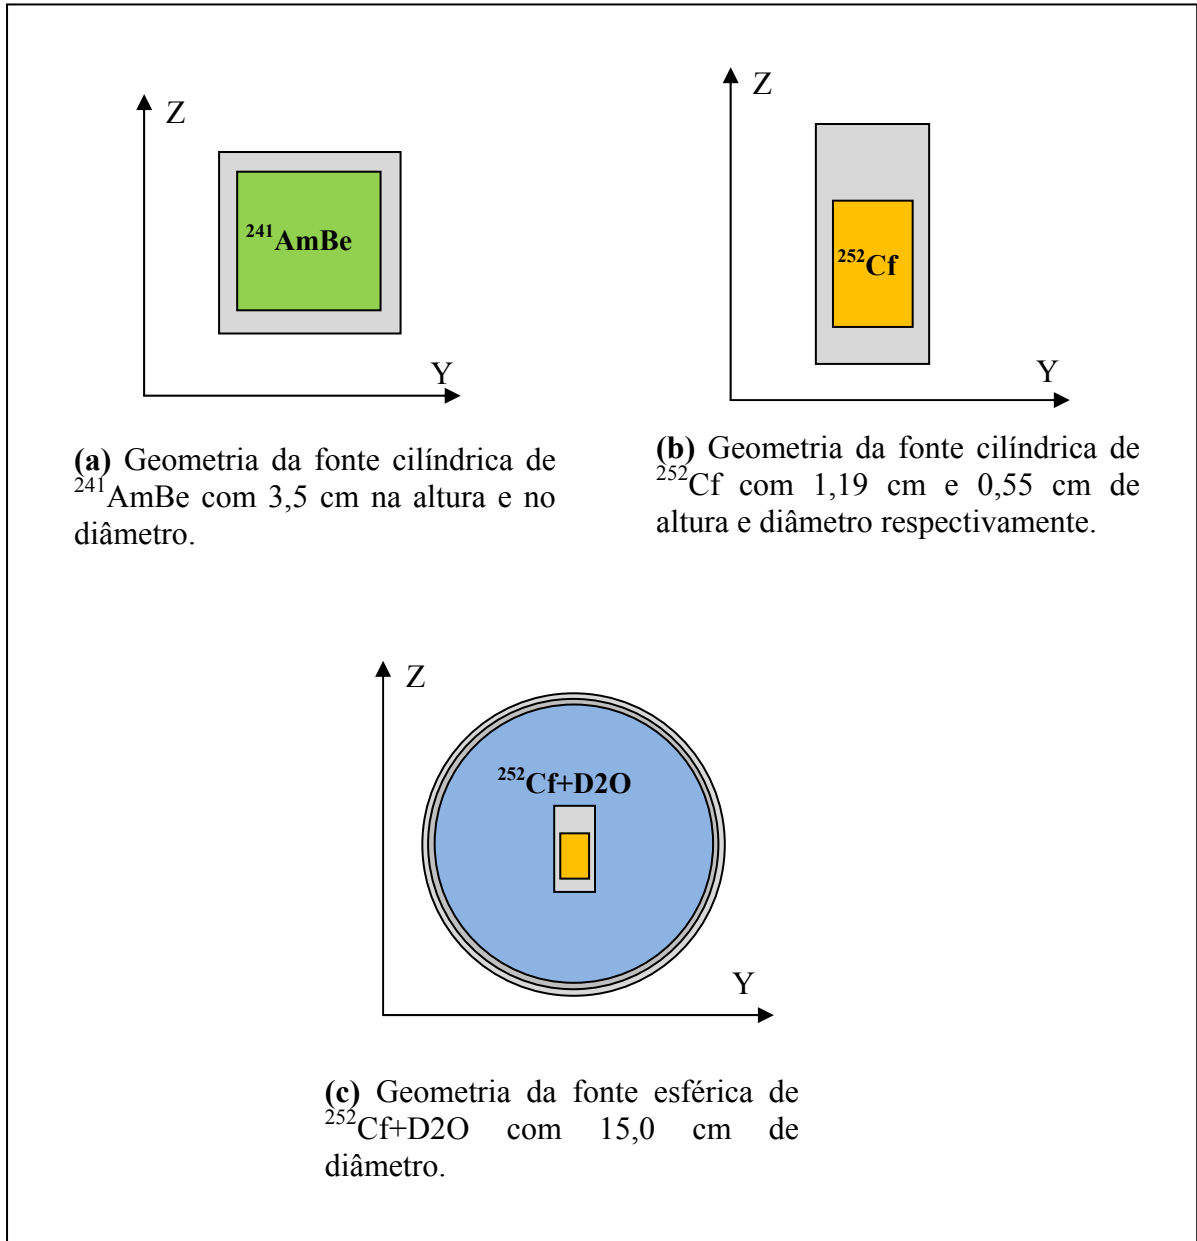 Z
²⁴¹AmBe
Y
(a) Geometria da fonte cilíndrica de
²⁴¹AmBe com 3,5 cm na altura e no
diâmetro.
Z
²⁵²Cf
Y
(b) Geometria da fonte cilíndrica de
²⁵²Cf com 1,19 cm e 0,55 cm de
altura e diâmetro respectivamente.
Z
²⁵²Cf+D2O
Y
(c) Geometria da fonte esférica de
²⁵²Cf+D2O com 15,0 cm de
diâmetro.